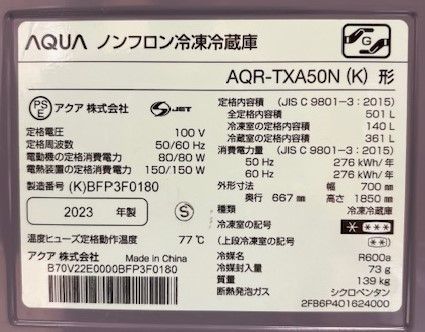 AQUA ノンフロン冷凍冷蔵庫
G
AQR-TXA50N (K) 形
PS E アクア 株式会社 S JET
定格電圧 100 V
定格周波数 50/60 Hz
電動機の定格消費電力 80/80 W
電熱装置の定格消費電力 150/150 W
製造番号 (K)BFP3F0180
2023 年製 S
温度ヒューズ定格動作温度 77℃
アクア 株式会社 Made in China
B70V22E0000BFP3F0180
定格内容積 (JIS C 9801-3:2015)
全定格内容積 501 L
冷凍室の定格内容積 140 L
冷蔵室の定格内容積 361 L
消費電力量 (JIS C 9801-3:2015)
50 Hz 276 kWh/年
60 Hz 276 kWh/年
外形寸法 幅 700 mm
奥行 667 mm 高さ 1850 mm
種類 冷凍冷蔵庫
冷凍室の記号 * ***
(上段冷凍室の記号 (**))
冷媒名 R600a
冷媒封入量 73 g
質量 139 kg
断熱発泡ガス シクロペンタン
2FB6P401624000